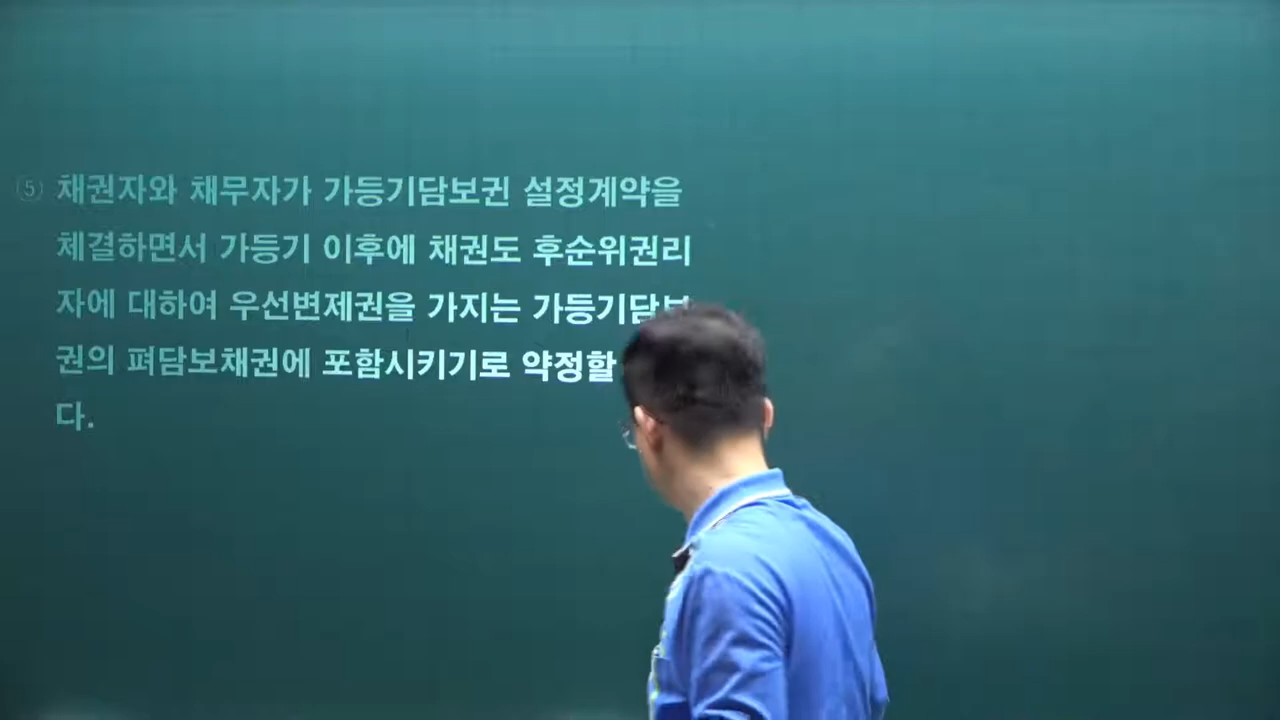 ⑸ 채권자와 채무자가 가등기담보권 설정계약을
체결하면서 가등기 이후에 채권도 후순위권리
자에 대하여 우선변제권을 가지는 가등기담보
권의 펴담보채권에 포함시키기로 약정할
다.